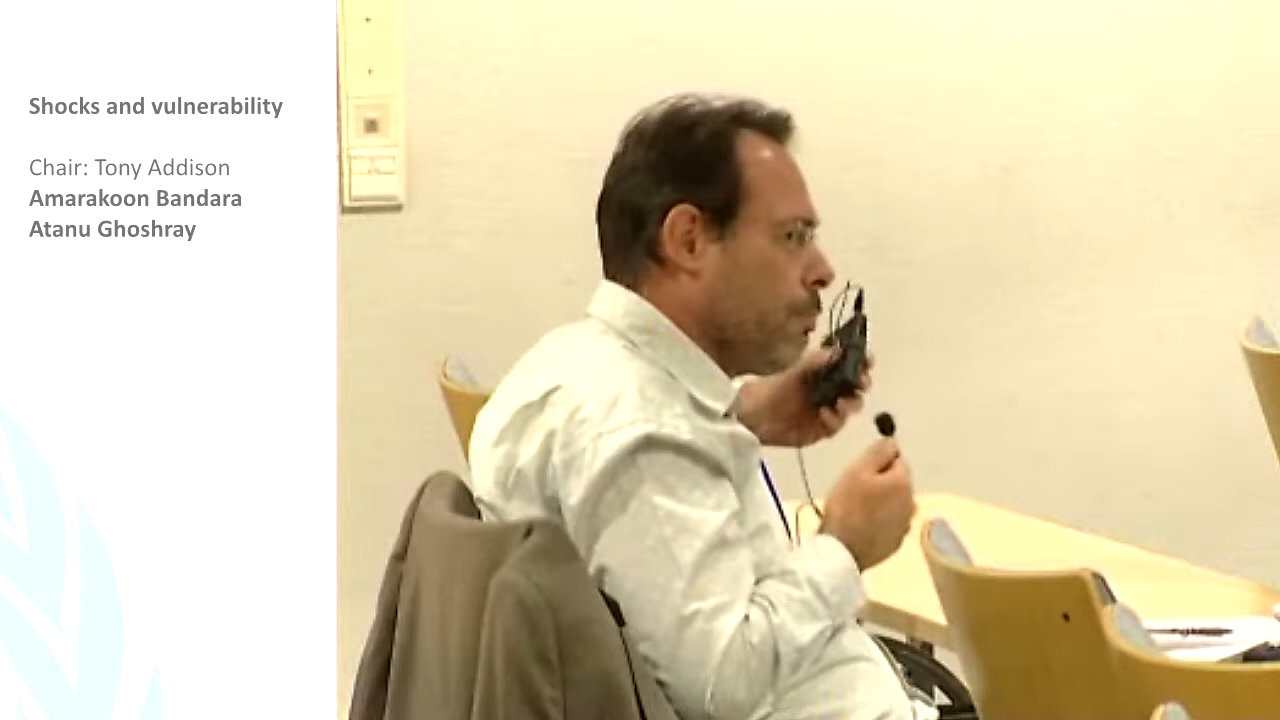 Shocks and vulnerability
Chair: Tony Addison
Amarakoon Bandara
Atanu Ghoshray